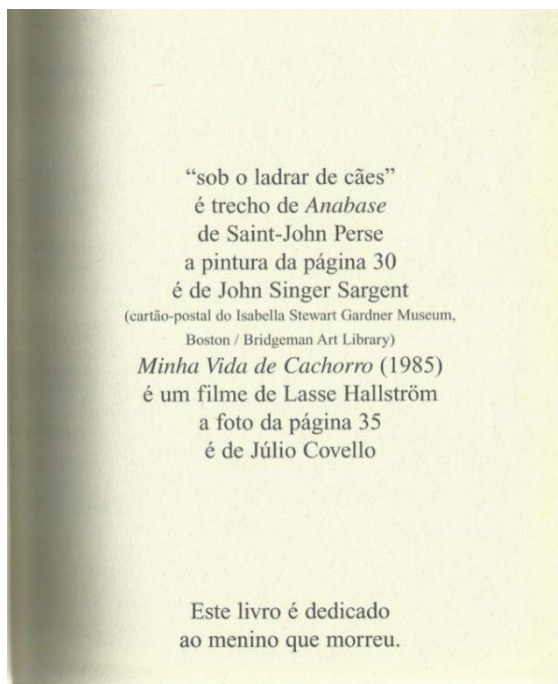 “sob o ladrar de cães”
é trecho de Anabase
de Saint-John Perse
a pintura da página 30
é de John Singer Sargent
(cartão-postal do Isabella Stewart Gardner Museum,
Boston / Bridgeman Art Library)
Minha Vida de Cachorro (1985)
é um filme de Lasse Hallström
a foto da página 35
é de Júlio Covello
Este livro é dedicado
ao menino que morreu.